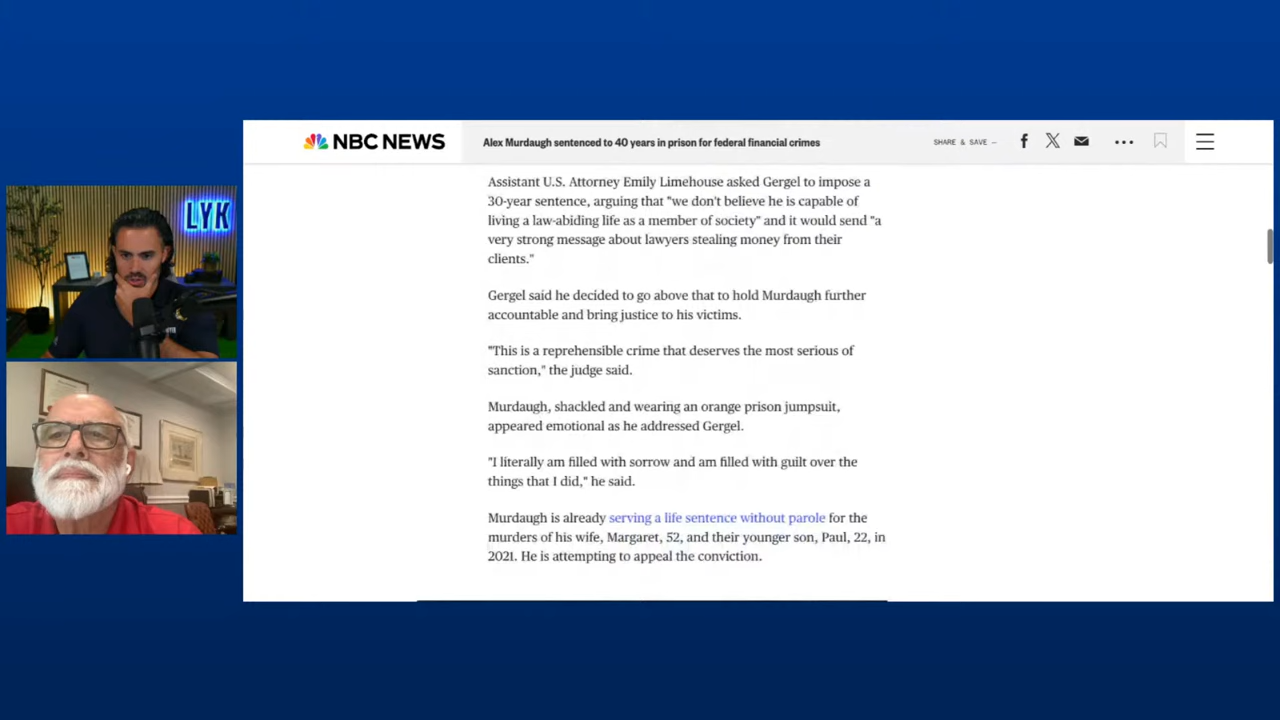 NBC NEWS
Alex Murdaugh sentenced to 40 years in prison for federal financial crimes
SHARE & SAVE —
LYK
Assistant U.S. Attorney Emily Limehouse asked Gergel to impose a
30-year sentence, arguing that "we don't believe he is capable of
living a law-abiding life as a member of society" and it would send "a
very strong message about lawyers stealing money from their
clients."
Gergel said he decided to go above that to hold Murdaugh further
accountable and bring justice to his victims.
"This is a reprehensible crime that deserves the most serious of
sanction," the judge said.
Murdaugh, shackled and wearing an orange prison jumpsuit,
appeared emotional as he addressed Gergel.
"I literally am filled with sorrow and am filled with guilt over the
things that I did," he said.
Murdaugh is already serving a life sentence without parole for the
murders of his wife, Margaret, 52, and their younger son, Paul, 22, in
2021. He is attempting to appeal the conviction.